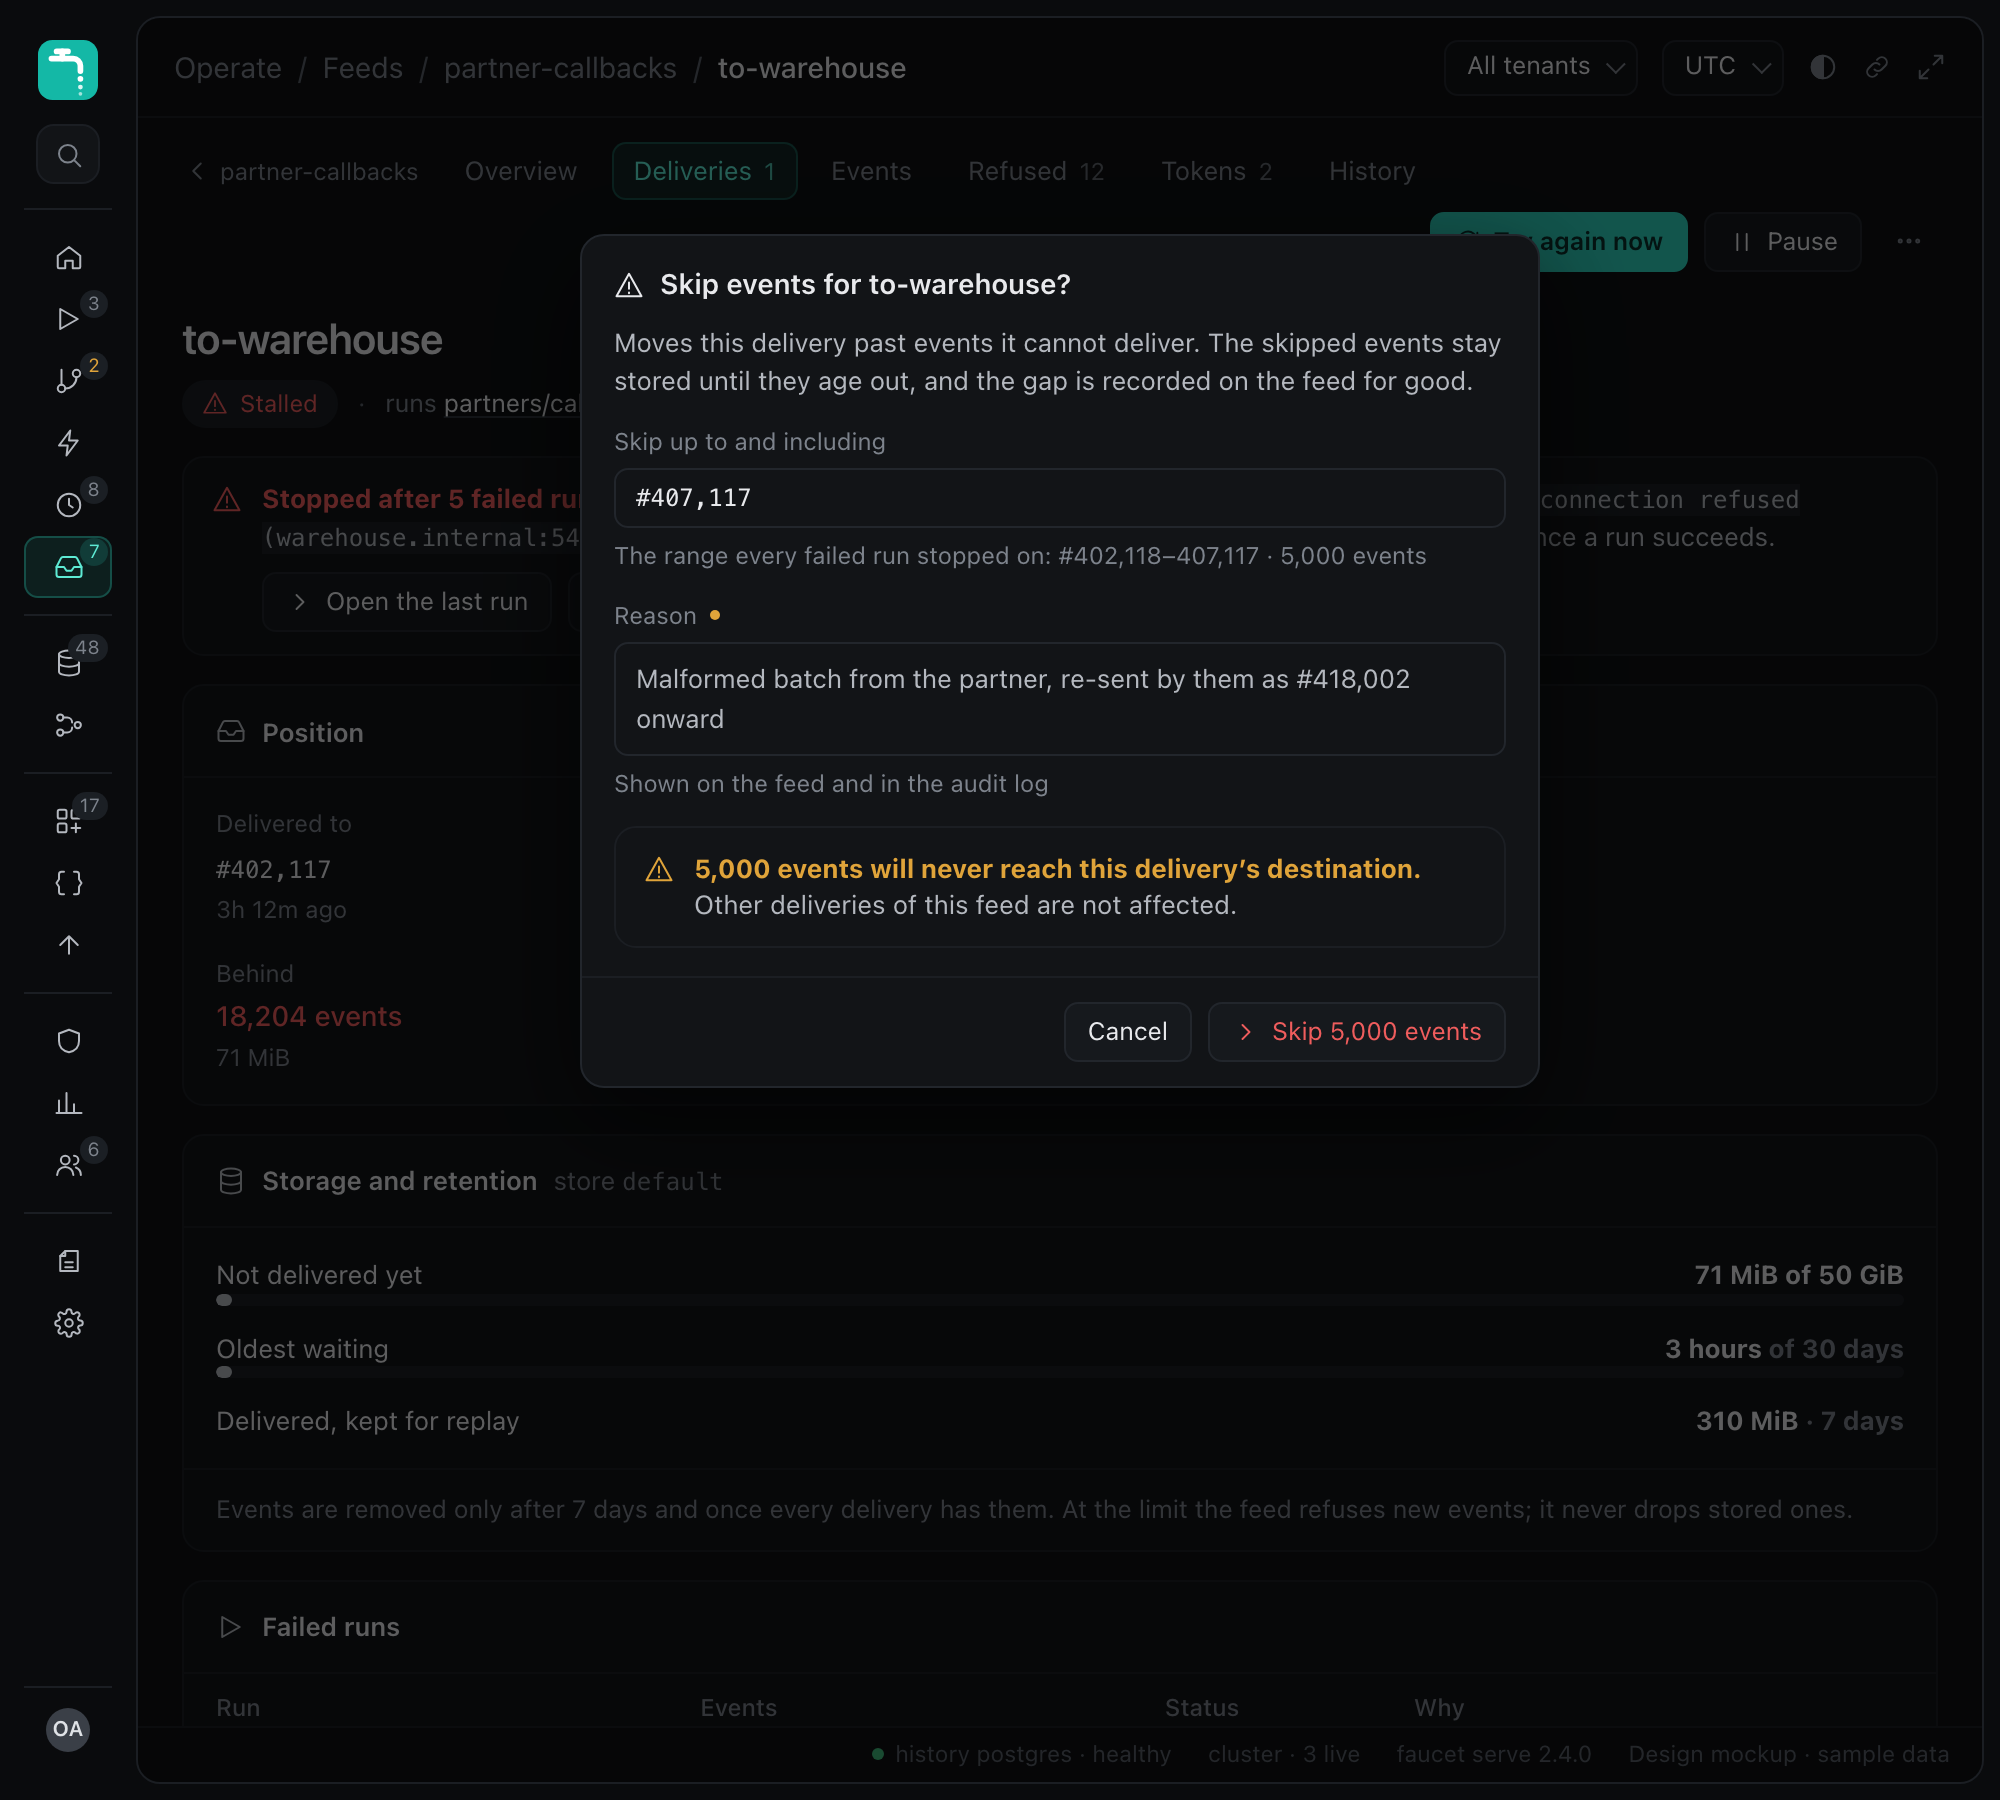 Operate / Feeds / partner-callbacks / to-warehouse
All tenants
UTC
partner-callbacks
Overview
Deliveries 1
Events
Refused 12
Tokens 2
History
again now
Pause
to-warehouse
Stalled
· runs partners/cal
Stopped after 5 failed ru
connection refused
(warehouse.internal:54
a run succeeds.
Open the last run
Position
Delivered to
#402,117
3h 12m ago
Behind
18,204 events
71 MiB
Skip events for to-warehouse?
Moves this delivery past events it cannot deliver. The skipped events stay
stored until they age out, and the gap is recorded on the feed for good.
Skip up to and including
#407,117
The range every failed run stopped on: #402,118–407,117 · 5,000 events
Reason
Malformed batch from the partner, re-sent by them as #418,002
onward
Shown on the feed and in the audit log
5,000 events will never reach this delivery’s destination.
Other deliveries of this feed are not affected.
Cancel
Skip 5,000 events
Storage and retention store default
Not delivered yet
71 MiB of 50 GiB
Oldest waiting
3 hours of 30 days
Delivered, kept for replay
310 MiB · 7 days
Events are removed only after 7 days and once every delivery has them. At the limit the feed refuses new events; it never drops stored ones.
Failed runs
Run
Events
Status
Why
history postgres · healthy
cluster · 3 live
faucet serve 2.4.0
Design mockup · sample data
3
2
8
7
48
17
6
OA